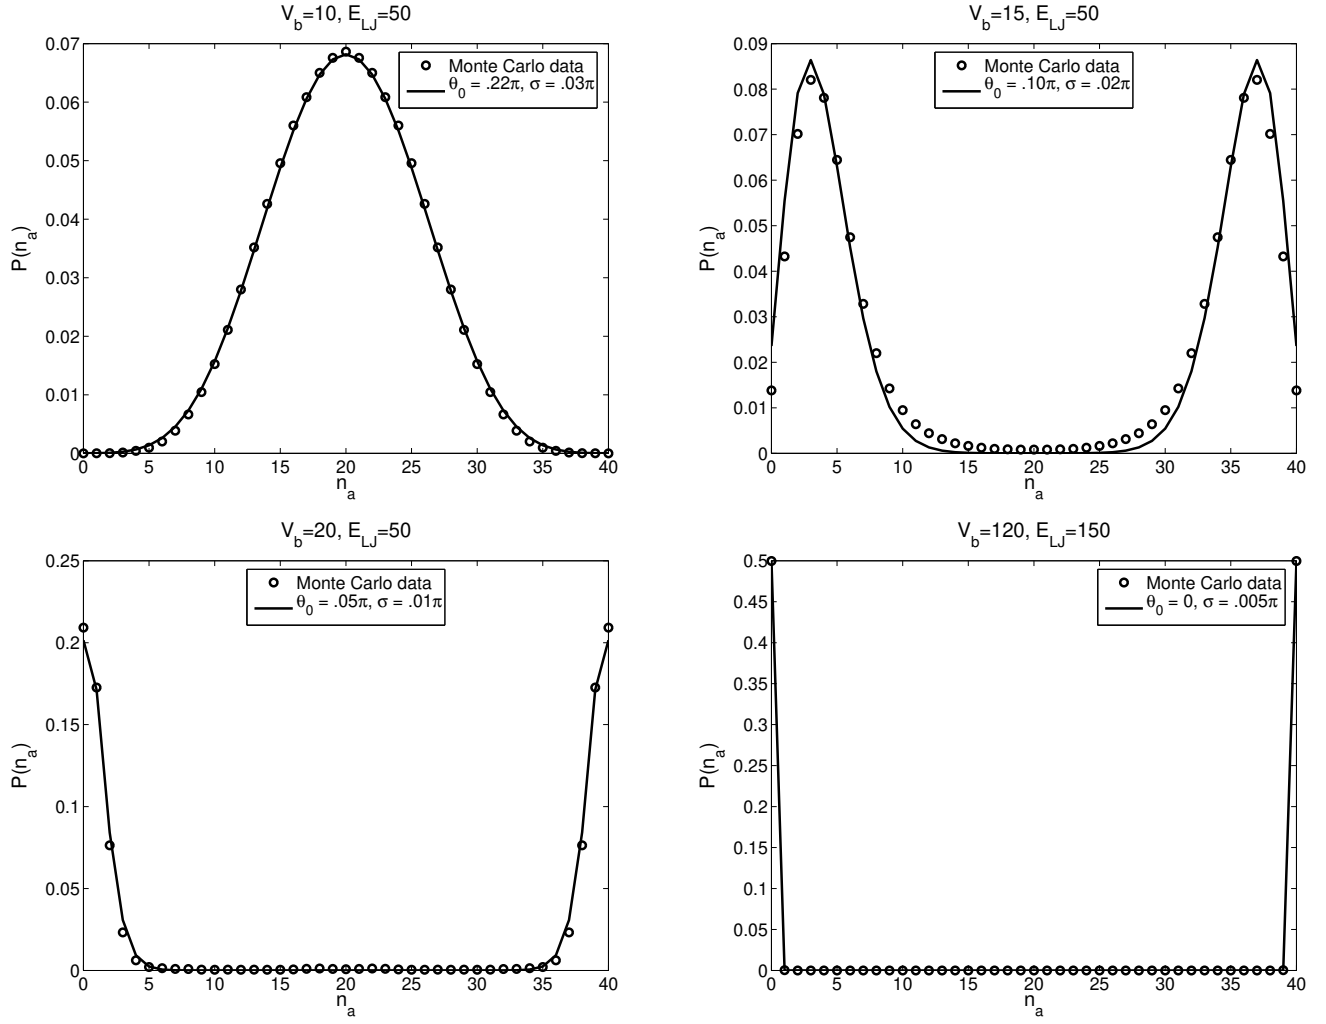 V_b=10, E_LJ=50
Monte Carlo data
θ_0 = .22π, σ = .03π
P(n_a)
0.07
0.06
0.05
0.04
0.03
0.02
0.01
0
0 5 10 15 20 25 30 35 40
n_a
V_b=15, E_LJ=50
Monte Carlo data
θ_0 = .10π, σ = .02π
P(n_a)
0.09
0.08
0.07
0.06
0.05
0.04
0.03
0.02
0.01
0
0 5 10 15 20 25 30 35 40
n_a
V_b=20, E_LJ=50
Monte Carlo data
θ_0 = .05π, σ = .01π
P(n_a)
0.25
0.2
0.15
0.1
0.05
0
0 5 10 15 20 25 30 35 40
n_a
V_b=120, E_LJ=150
Monte Carlo data
θ_0 = 0, σ = .005π
P(n_a)
0.5
0.45
0.4
0.35
0.3
0.25
0.2
0.15
0.1
0.05
0
0 5 10 15 20 25 30 35 40
n_a